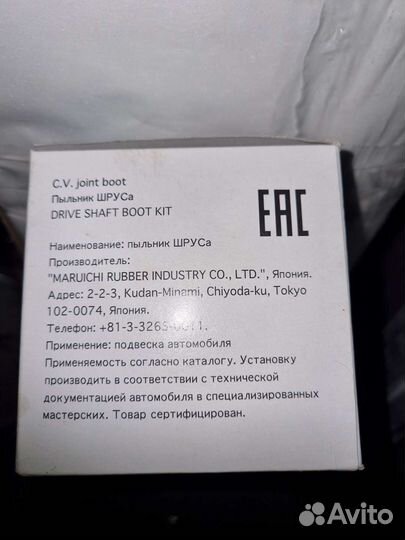 C.V. joint boot
Пыльник ШРУСа
DRIVE SHAFT BOOT KIT
EAC
Наименование: пыльник ШРУСа
Производитель:
"MARUICHI RUBBER INDUSTRY CO., LTD.", Япония.
Адрес: 2-2-3, Kudan-Minami, Chiyoda-ku, Tokyo
102-0074, Япония.
Телефон:
Применение: подвеска автомобиля
Применяемость согласно каталогу. Установку
производить в соответствии с технической
документацией автомобиля в специализированных
мастерских. Товар сертифицирован.
Avito